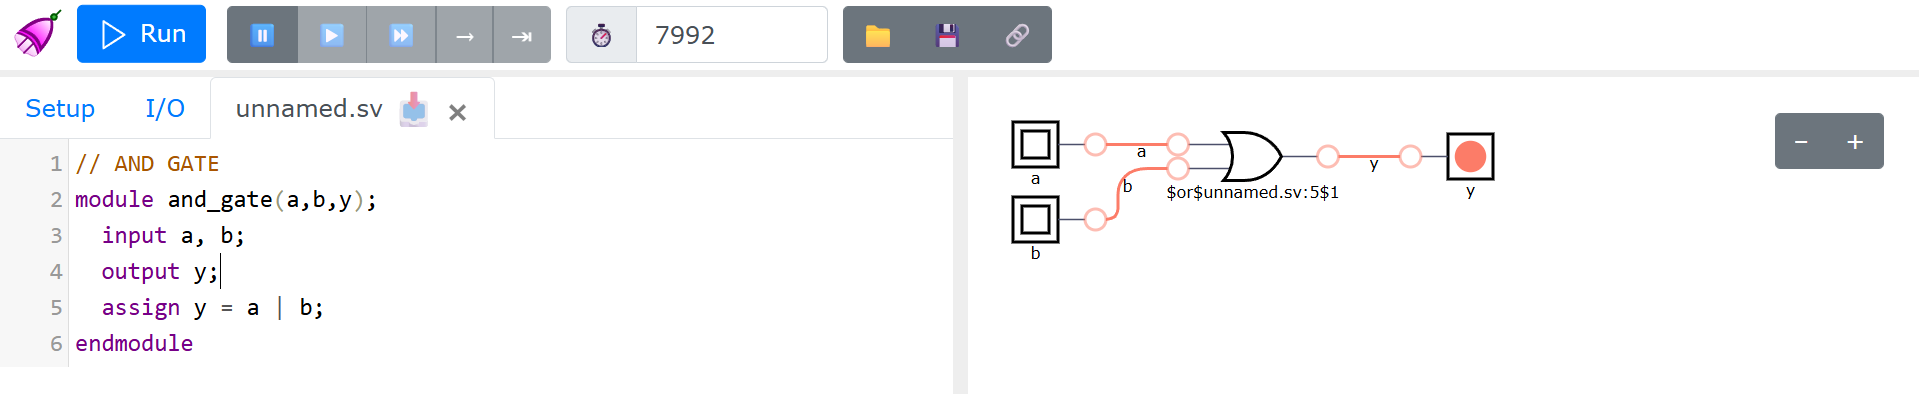 Run
7992
Setup I/O unnamed.sv
1 // AND GATE
2 module and_gate(a,b,y);
3 input a, b;
4 output y;
5 assign y = a | b;
6 endmodule
a
a
b
b
$or$unnamed.sv:5$1
y
y
- +